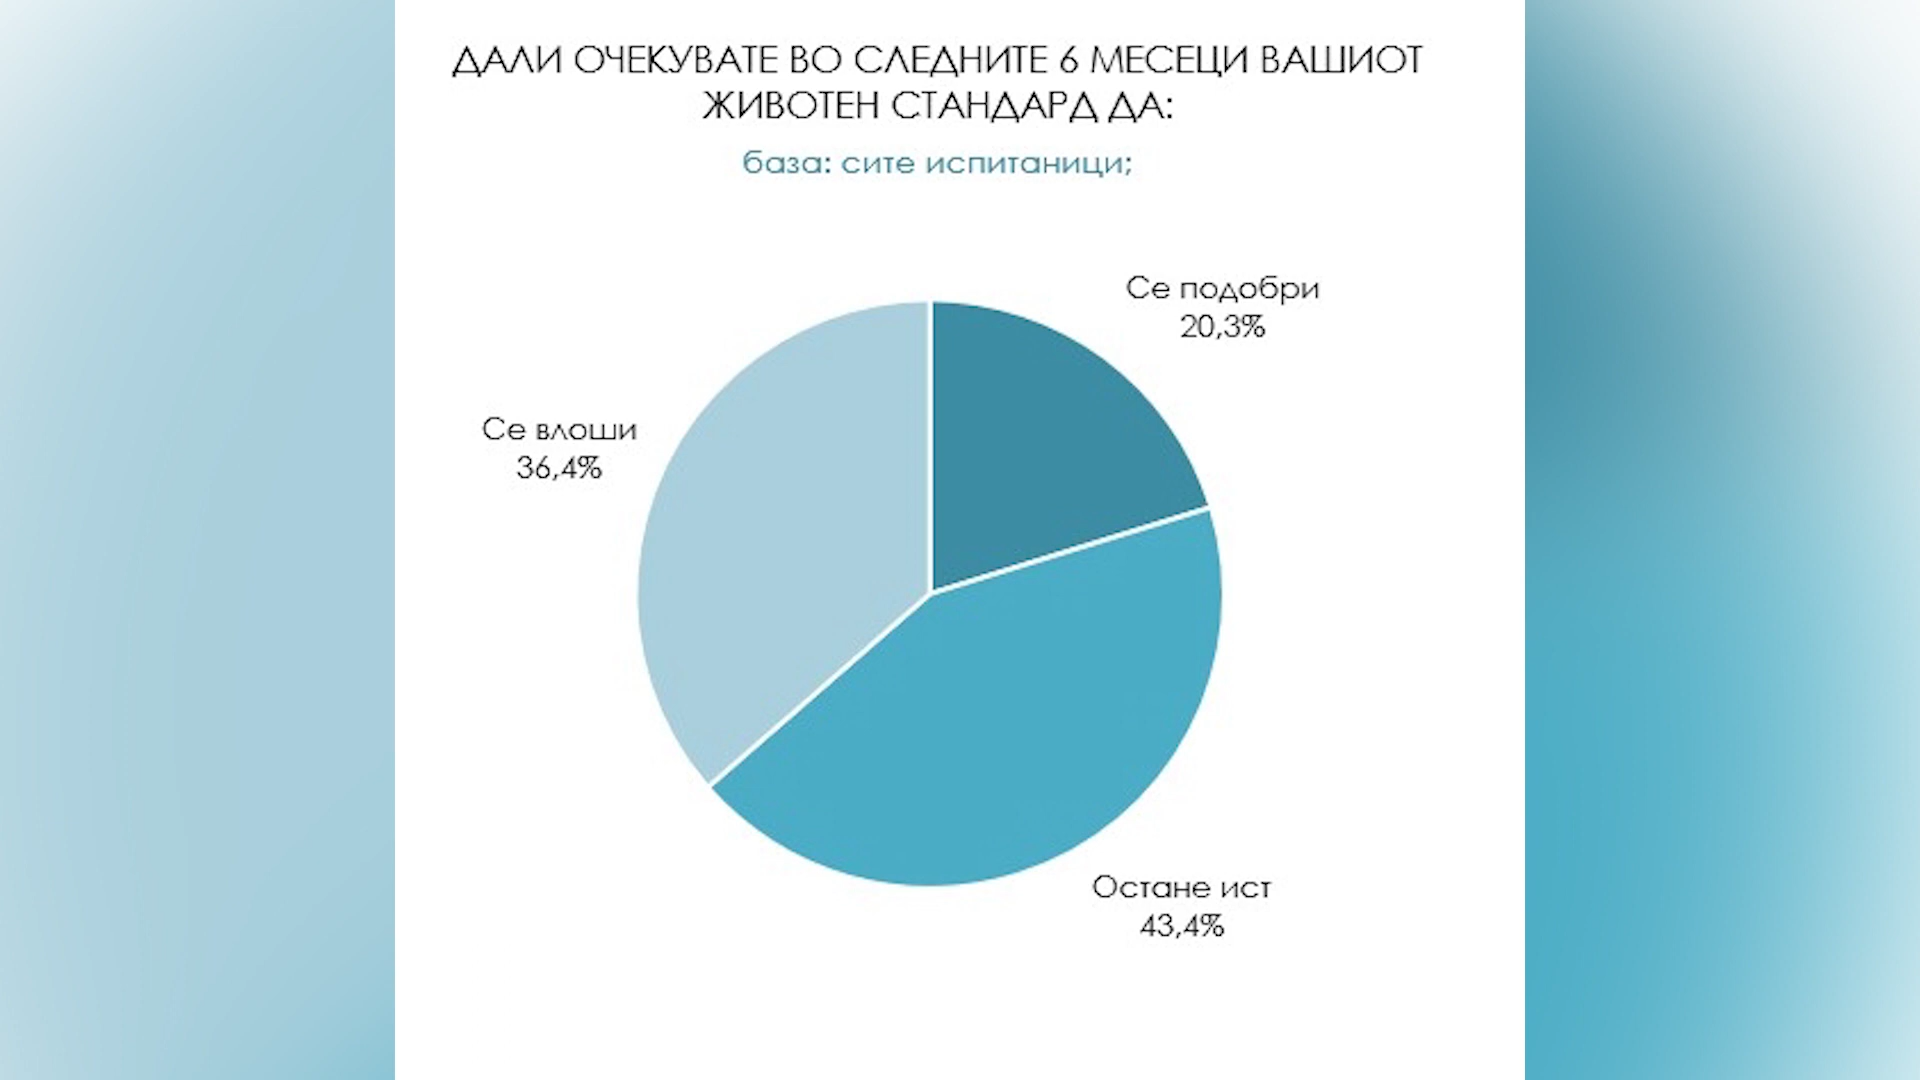 ДАЛИ ОЧЕКУВАТЕ ВО СЛЕДНИТЕ 6 МЕСЕЦИ ВАШИОТ
ЖИВОТЕН СТАНДАРД ДА:
база: сите испитаници;
Се подобри
20,3%
Се влоши
36,4%
Остане ист
43,4%